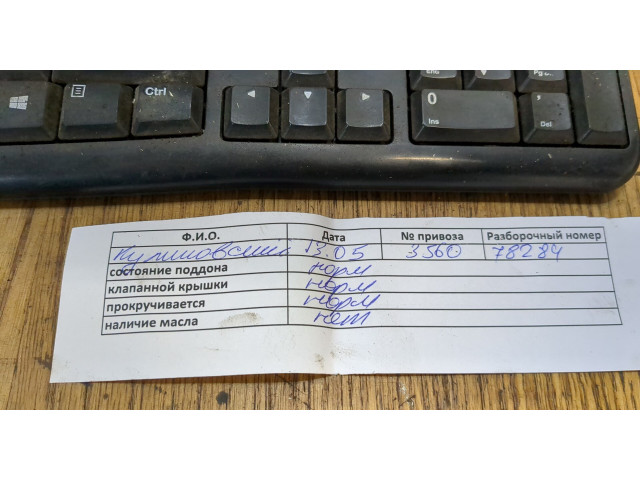 Ctrl
0
Ins
Del
Ф.И.О. Дата № привоза Разборочный номер
13.05 3560 78284
состояние поддона норм
клапанной крышки норм
прокручивается норм
наличие масла нет